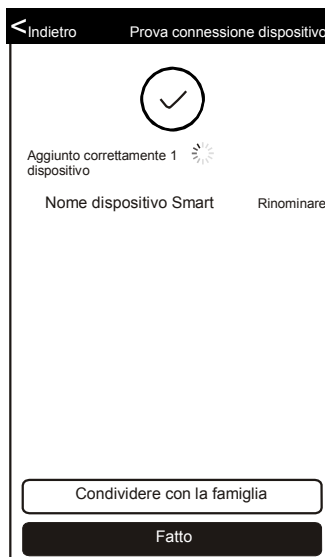 <Indietro Prova connessione dispositivo
Aggiunto correttamente 1
dispositivo
Nome dispositivo Smart Rinominare
Condividere con la famiglia
Fatto